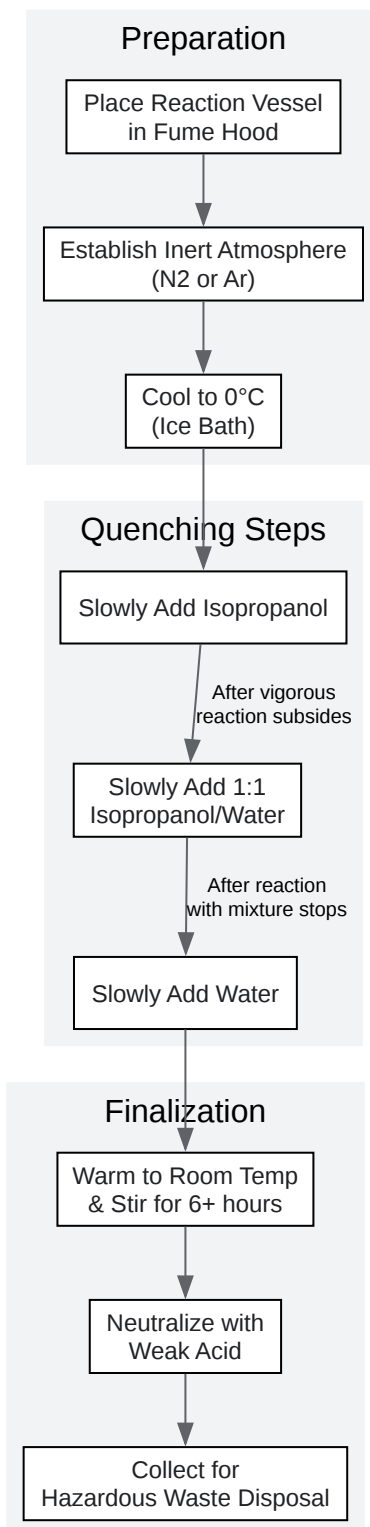 Preparation
Place Reaction Vessel
in Fume Hood
Establish Inert Atmosphere
(N2 or Ar)
Cool to 0°C
(Ice Bath)
Quenching Steps
Slowly Add Isopropanol
After vigorous
reaction subsides
Slowly Add 1:1
Isopropanol/Water
After reaction
with mixture stops
Slowly Add Water
Finalization
Warm to Room Temp
& Stir for 6+ hours
Neutralize with
Weak Acid
Collect for
Hazardous Waste Disposal